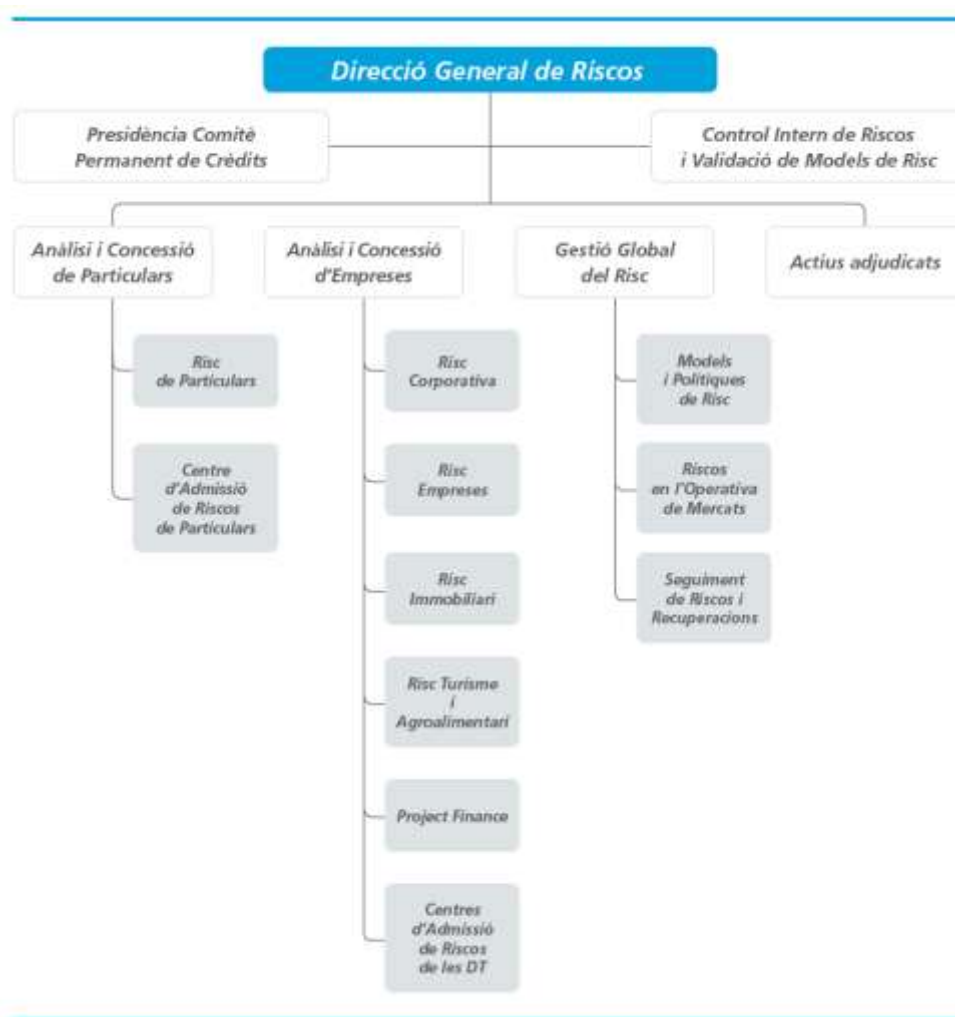 Direcció General de Riscos
Presidència Comitè
Permanent de Crèdits
Control Intern de Riscos
i Validació de Models de Risc
Anàlisi i Concessió
de Particulars
Anàlisi i Concessió
d'Empreses
Gestió Global
del Risc
Actius adjudicats
Risc
de Particulars
Centre
d'Admissió
de Riscos
de Particulars
Risc
Corporativa
Risc
Empreses
Risc
Immobiliari
Risc Turisme
i
Agroalimentari
Project Finance
Centres
d'Admissió
de Riscos
de les DT
Models
i Polítiques
de Risc
Riscos
en l'Operativa
de Mercats
Seguiment
de Riscos i
Recuperacions